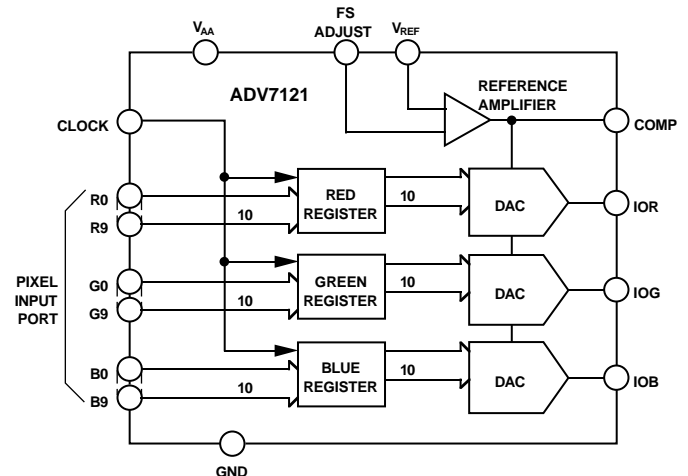 FS
ADJUST
VAA
VREF
ADV7121
REFERENCE
AMPLIFIER
CLOCK
COMP
R0
R9
10
RED
REGISTER
10
DAC
IOR
PIXEL
INPUT
PORT
G0
G9
10
GREEN
REGISTER
10
DAC
IOG
B0
B9
10
BLUE
REGISTER
10
DAC
IOB
GND